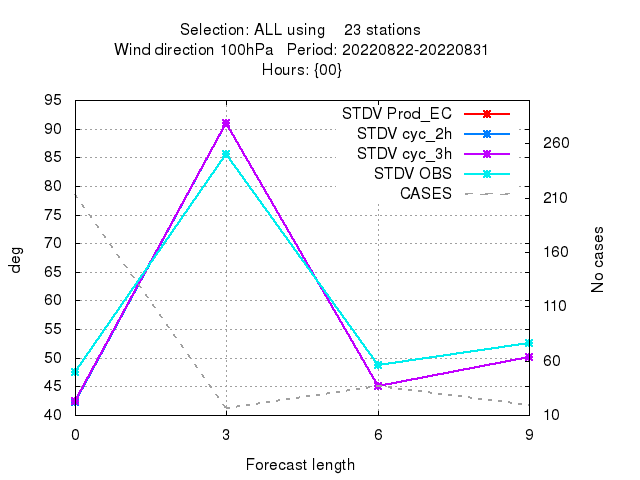 Selection: ALL using 23 stations
Wind direction 100hPa Period: 20220822-20220831
Hours: {00}
STDV Prod_EC
STDV cyc_2h
STDV cyc_3h
STDV OBS
CASES
95
90
85
80
75
70
65
60
55
50
45
40
deg
260
210
160
110
60
10
No cases
0 3 6 9
Forecast length